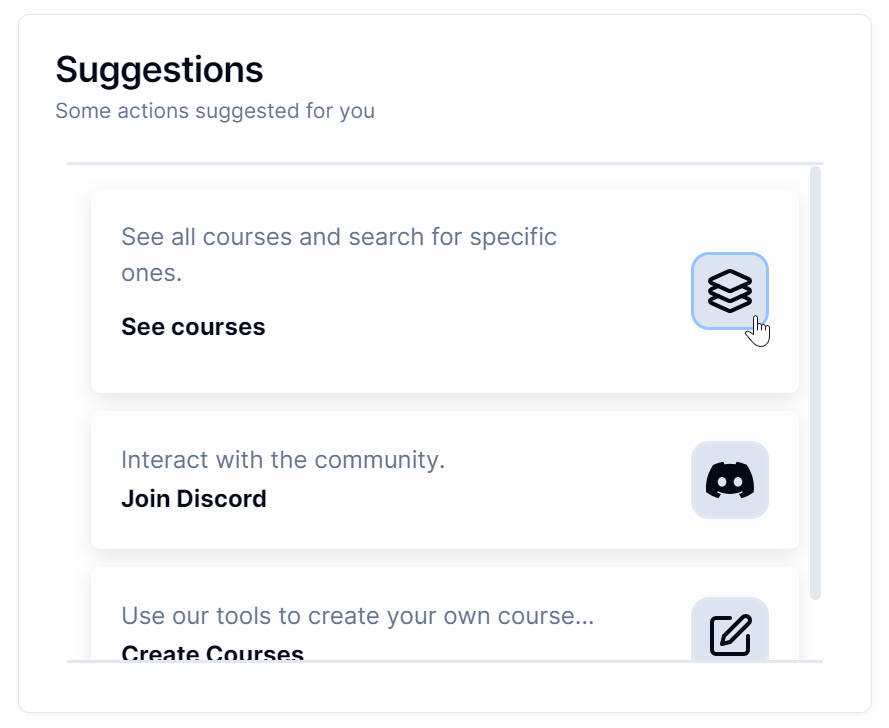 Suggestions
Some actions suggested for you
See all courses and search for specific
ones.
See courses
Interact with the community.
Join Discord
Use our tools to create your own course...
Create Courses